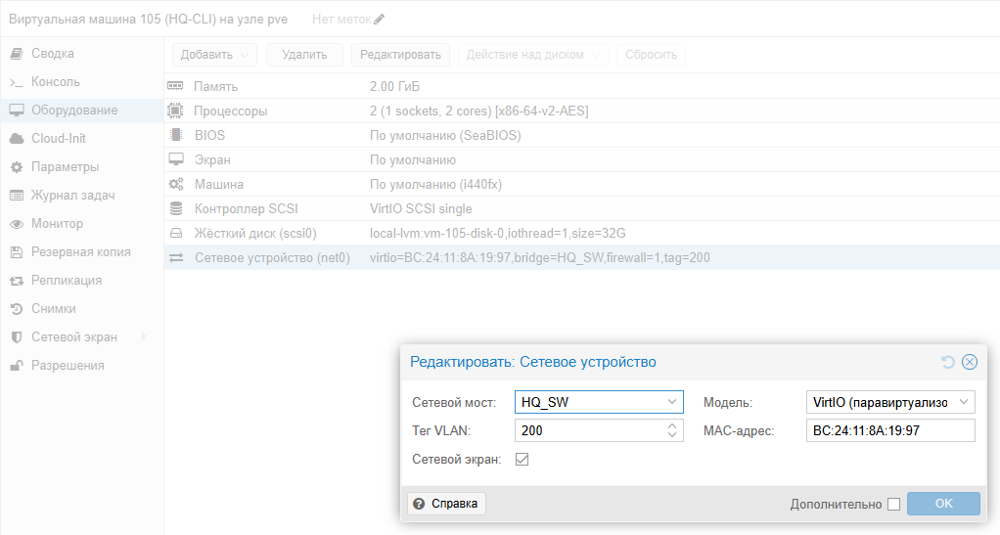 Виртуальная машина 105 (HQ-CLI) на узле pve Нет меток
Сводка
Консоль
Оборудование
Cloud-Init
Параметры
Журнал задач
Монитор
Резервная копия
Репликация
Снимки
Сетевой экран
Разрешения
Добавить Удалить Редактировать Действие над диском Сбросить
Память 2.00 ГиБ
Процессоры 2 (1 sockets, 2 cores) [x86-64-v2-AES]
BIOS По умолчанию (SeaBIOS)
Экран По умолчанию
Машина По умолчанию (i440fx)
Контроллер SCSI VirtIO SCSI single
Жёсткий диск (scsi0) local-lvm:vm-105-disk-0,iothread=1,size=32G
Сетевое устройство (net0) virtio=BC:24:11:8A:19:97,bridge=HQ_SW,firewall=1,tag=200
Редактировать: Сетевое устройство
Сетевой мост: HQ_SW Модель: VirtIO (паравиртуализо
Тег VLAN: 200 MAC-адрес: BC:24:11:8A:19:97
Сетевой экран:
Справка Дополнительно OK